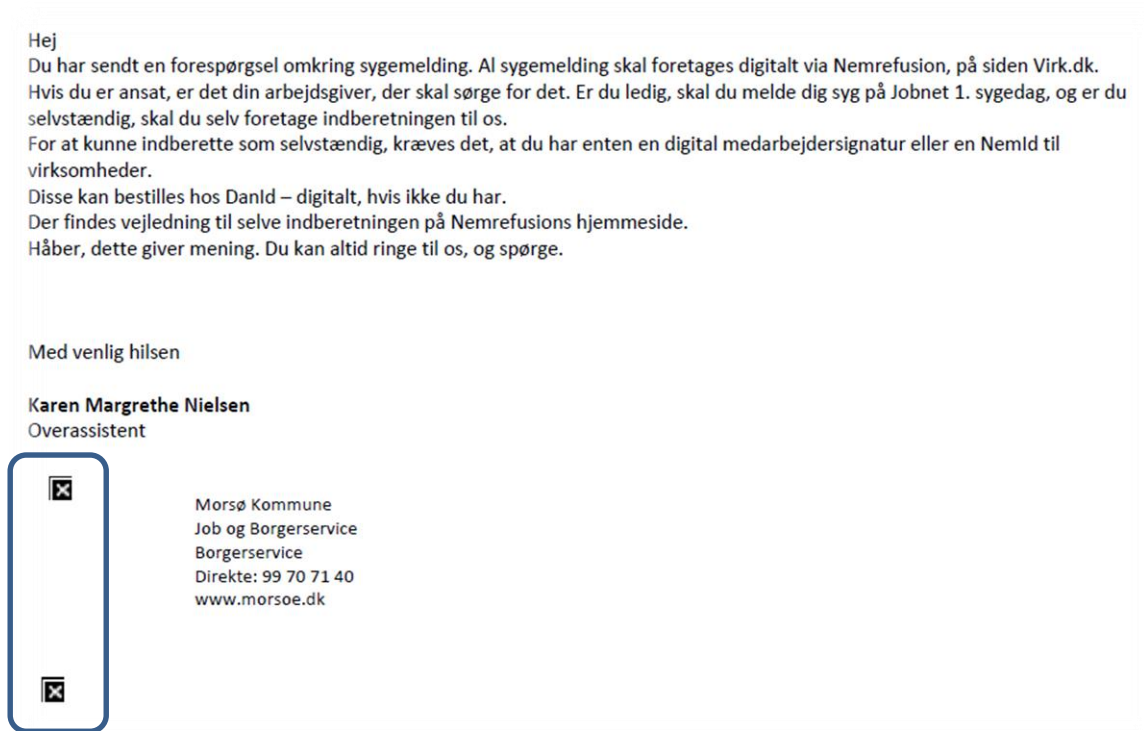 Hej
Du har sendt en forespørgsel omkring sygemelding. Al sygemelding skal foretages digitalt via Nemrefusion, på siden Virk.dk.
Hvis du er ansat, er det din arbejdsgiver, der skal sørge for det. Er du ledig, skal du melde dig syg på Jobnet 1. sygedag, og er du
selvstændig, skal du selv foretage indberetningen til os.
For at kunne indberette som selvstændig, kræves det, at du har enten en digital medarbejdersignatur eller en NemId til
virksomheder.
Disse kan bestilles hos DanId – digitalt, hvis ikke du har.
Der findes vejledning til selve indberetningen på Nemrefusions hjemmeside.
Håber, dette giver mening. Du kan altid ringe til os, og spørge.
Med venlig hilsen
Karen Margrethe Nielsen
Overassistent
Morsø Kommune
Job og Borgerservice
Borgerservice
Direkte: 99 70 71 40
www.morsoe.dk